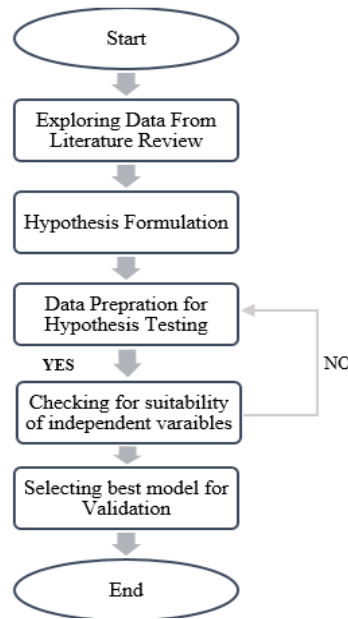 Start
Exploring Data From
Literature Review
Hypothesis Formulation
Data Prepration for
Hypothesis Testing
YES
NO
Checking for suitability
of independent varaibles
Selecting best model for
Validation
End